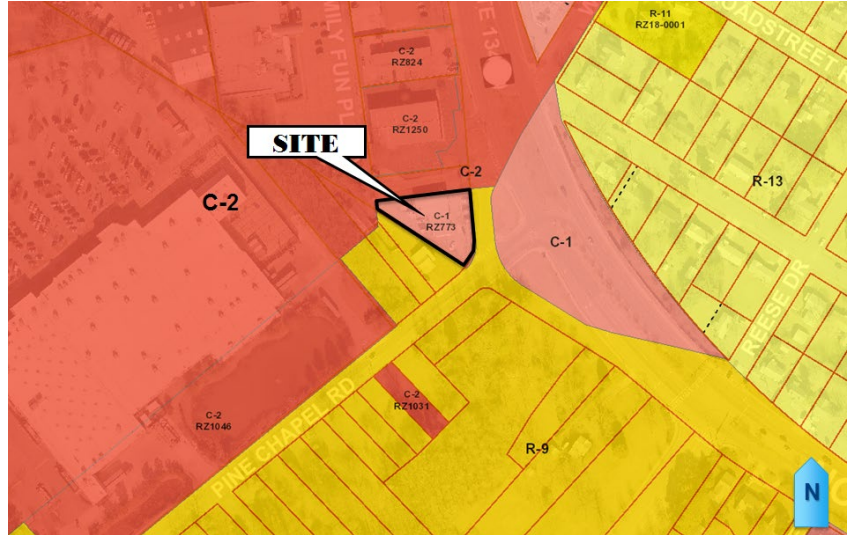 R-11
RZ18-0001
C-2
RZ824
C-2
RZ1250
SITE
C-2
C-2
R-13
C-1
RZ773
C-1
REESE DR
C-2
RZ1031
C-2
RZ1046
PINE CHAPEL RD
R-9
N